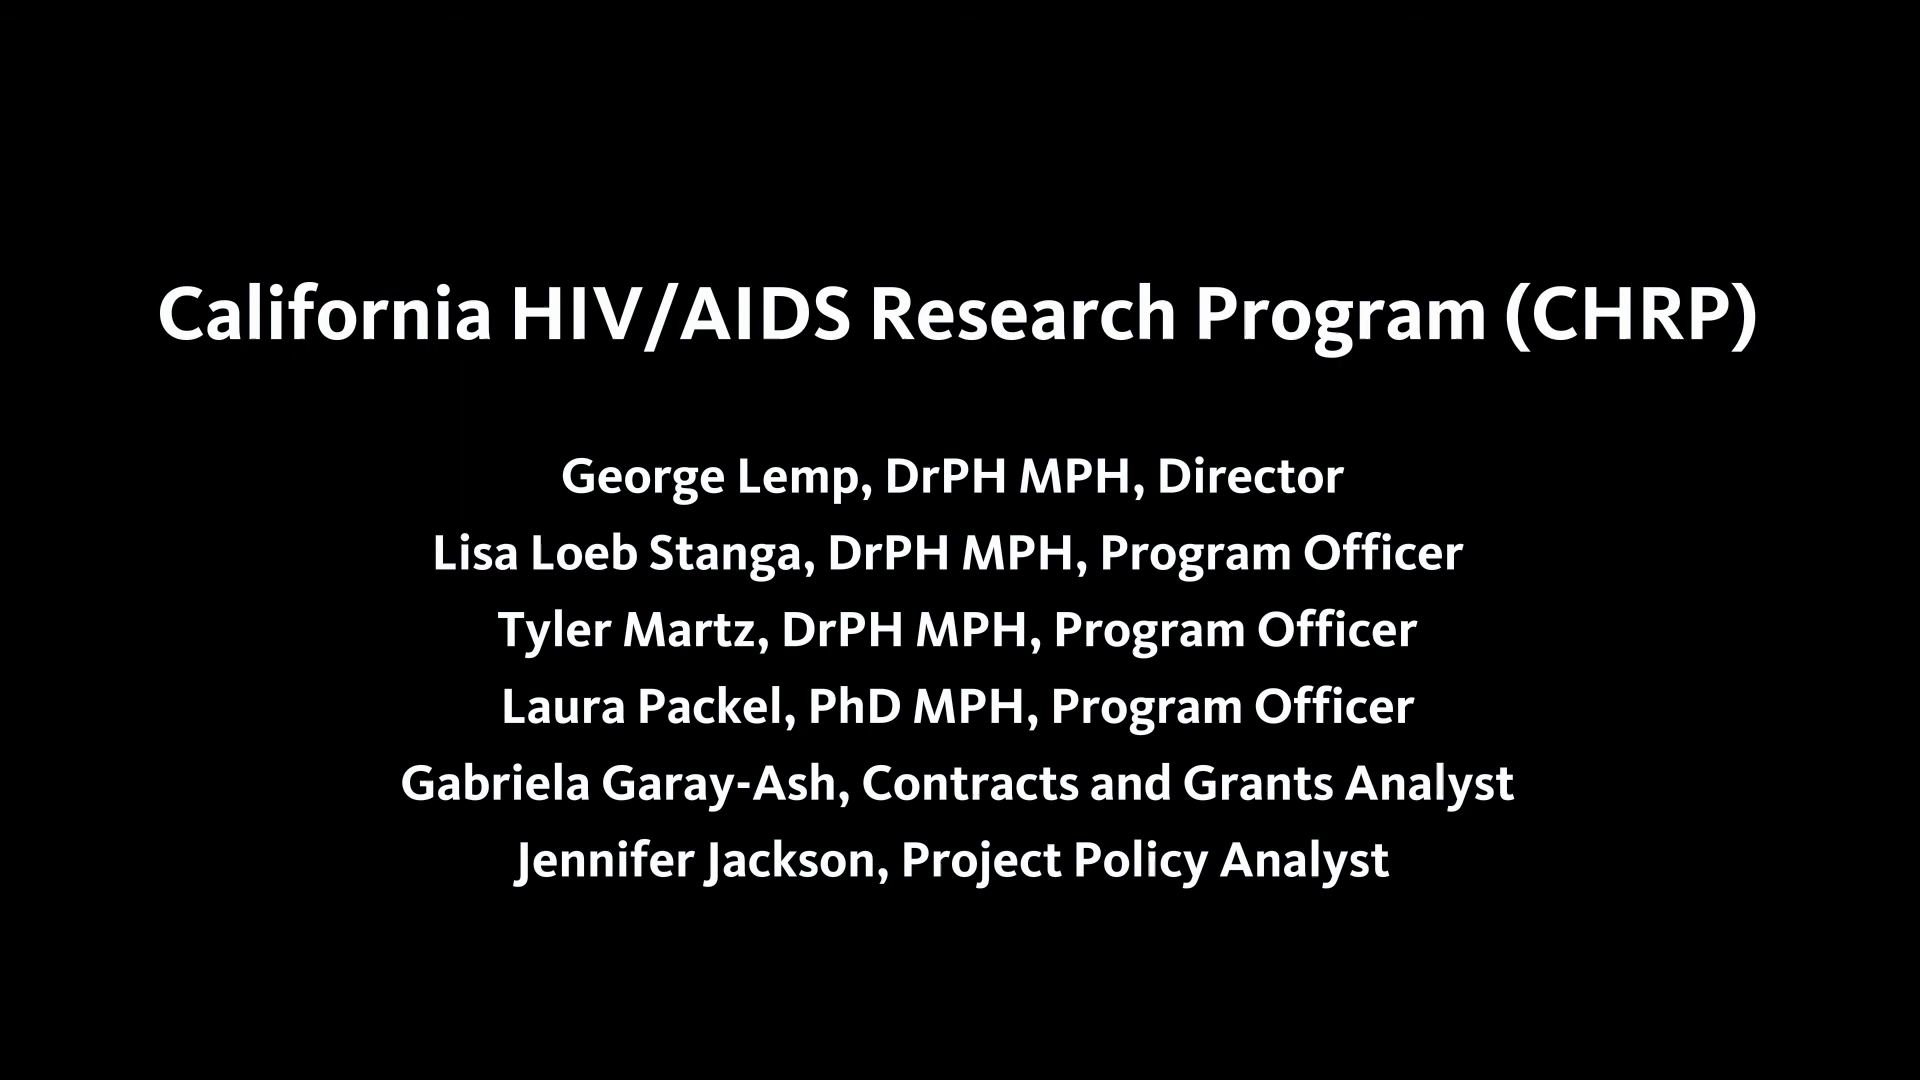 California HIV/AIDS Research Program (CHRP)
George Lemp, DrPH MPH, Director
Lisa Loeb Stanga, DrPH MPH, Program Officer
Tyler Martz, DrPH MPH, Program Officer
Laura Packel, PhD MPH, Program Officer
Gabriela Garay-Ash, Contracts and Grants Analyst
Jennifer Jackson, Project Policy Analyst